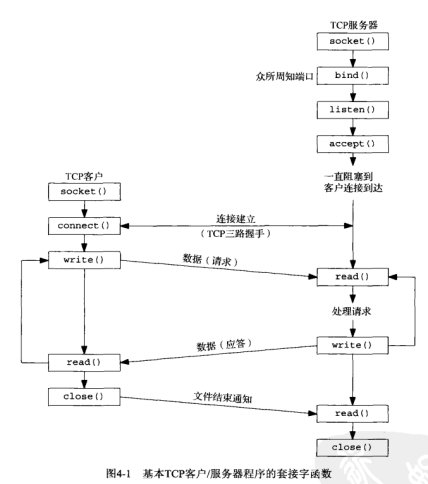 TCP服务器
socket()
众所周知端口
bind()
listen()
accept()
一直阻塞到
客户连接到达
TCP客户
socket()
connect()
连接建立
(TCP三路握手)
write()
数据(请求)
read()
处理请求
数据(应答)
write()
read()
close()
文件结束通知
read()
close()
图4-1 基本TCP客户/服务器程序的套接字函数